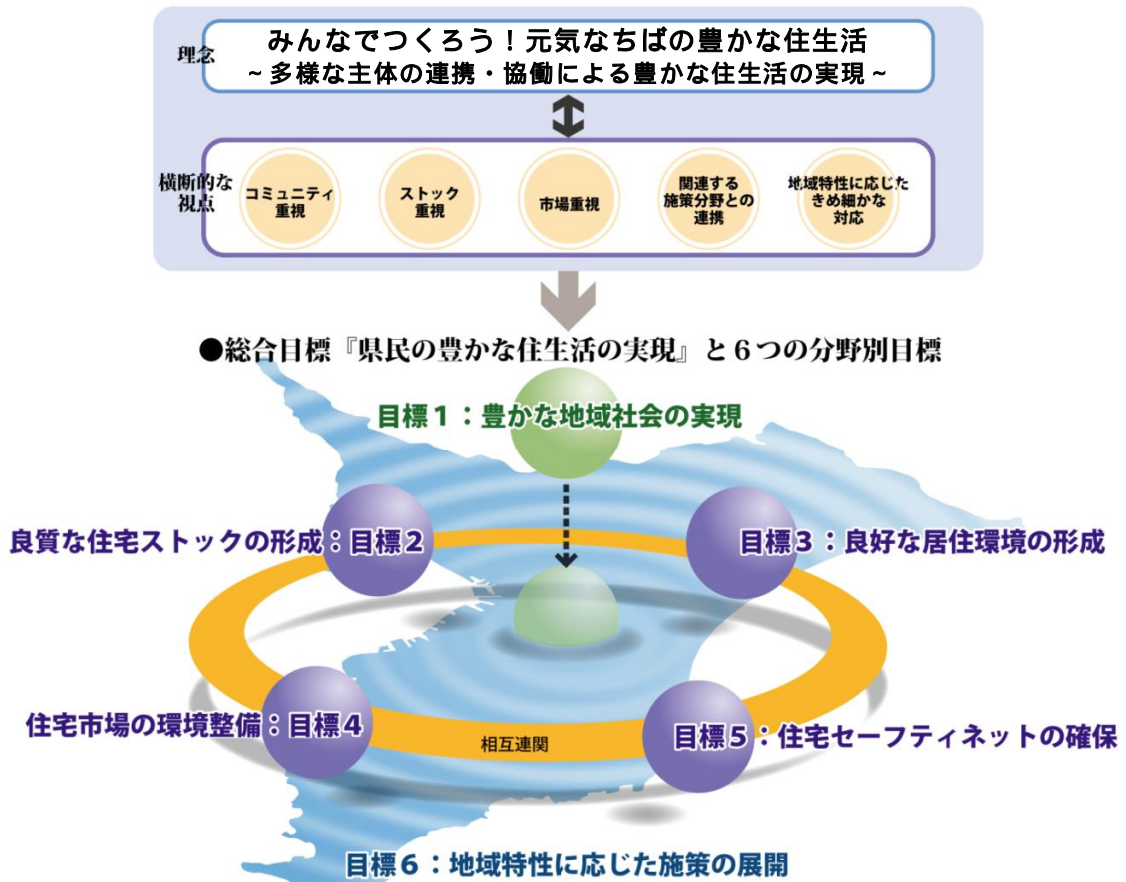 理念
みんなでつくろう！元気なちばの豊かな住生活
～多様な主体の連携・協働による豊かな住生活の実現～
横断的な
視点
コミュニティ
重視
ストック
重視
市場重視
関連する
施策分野との
連携
地域特性に応じた
きめ細かな
対応
●総合目標『県民の豊かな住生活の実現』と６つの分野別目標
目標１：豊かな地域社会の実現
良質な住宅ストックの形成：目標２
目標３：良好な居住環境の形成
住宅市場の環境整備：目標４
相互連関
目標５：住宅セーフティネットの確保
目標６：地域特性に応じた施策の展開